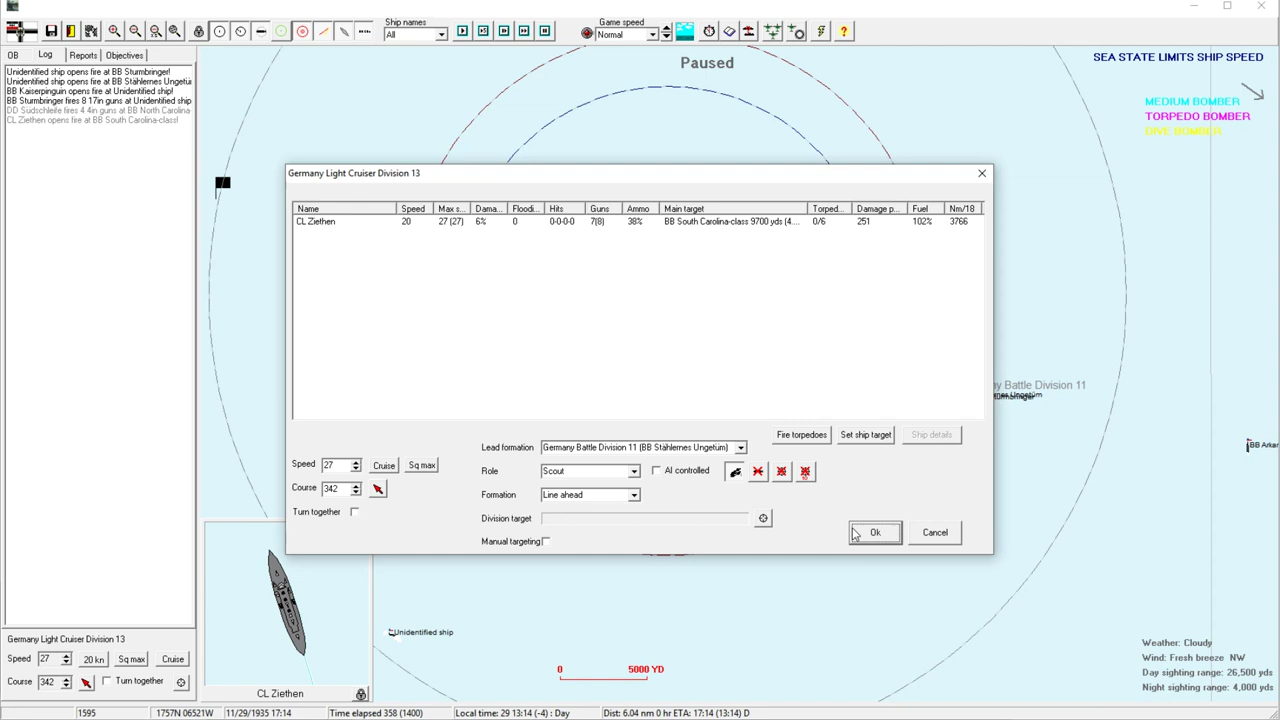 Ship names
All
Game speed
Normal
OB
Log
Reports
Objectives
Unidentified ship opens fire at BB Sturmbringer!
Unidentified ship opens fire at BB Stählernes Ungetü
BB Kaiserpinguin opens fire at Unidentified ship!
BB Sturmbringer fires 8 17in guns at Unidentified ship
DD Südschleife fires 4 4in guns at BB North Carolina-
CL Ziethen opens fire at BB South Carolina-class!
Paused
SEA STATE LIMITS SHIP SPEED
MEDIUM BOMBER
TORPEDO BOMBER
DIVE BOMBER
Germany Light Cruiser Division 13
Name Speed Max s... Dama... Floodi... Hits Guns Ammo Main target Torped... Damage p... Fuel Nm/18
CL Ziethen 20 27 (27) 6% 0 0-0-0-0 7(8) 38% BB South Carolina-class 9700 yds (4.... 0/6 251 102% 3766
ny Battle Division 11
BB Arkar
Fire torpedoes
Set ship target
Ship details
Lead formation
Germany Battle Division 11 (BB Stählernes Ungetüm)
Speed 27 Cruise Sq max
Role Scout
AI controlled
Course 342
Formation Line ahead
Turn together
Division target
Manual targeting
Ok
Cancel
Unidentified ship
0 5000 YD
Germany Light Cruiser Division 13
Speed 27 20 kn Sq max Cruise
Course 342 Turn together
CL Ziethen
Weather: Cloudy
Wind: Fresh breeze NW
Day sighting range: 26,500 yds
Night sighting range: 4,000 yds
1595
1757N 06521W
11/29/1935 17:14
Time elapsed 358 (1400)
Local time: 29 13:14 (-4) : Day
Dist: 6.04 nm 0 hr ETA: 17:14 (13:14) D